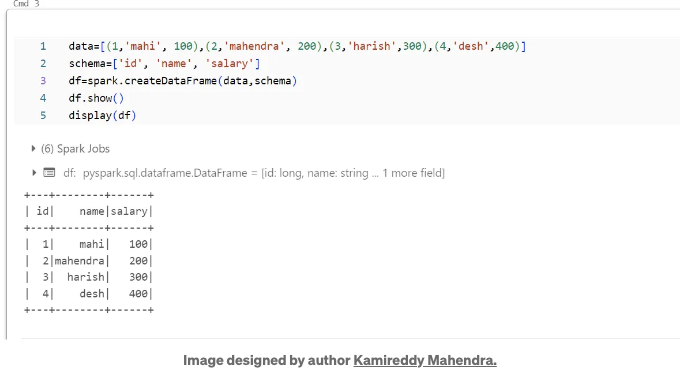 Cmd 3
1 data=[(1,'mahi', 100),(2,'mahendra', 200),(3,'harish',300),(4,'desh',400)]
2 schema=['id', 'name', 'salary']
3 df=spark.createDataFrame(data,schema)
4 df.show()
5 display(df)
(6) Spark Jobs
df: pyspark.sql.dataframe.DataFrame = [id: long, name: string ... 1 more field]
+---+--------+------+
| id|    name|salary|
+---+--------+------+
|  1|    mahi|   100|
|  2|mahendra|   200|
|  3|  harish|   300|
|  4|    desh|   400|
+---+--------+------+
Image designed by author Kamireddy Mahendra.